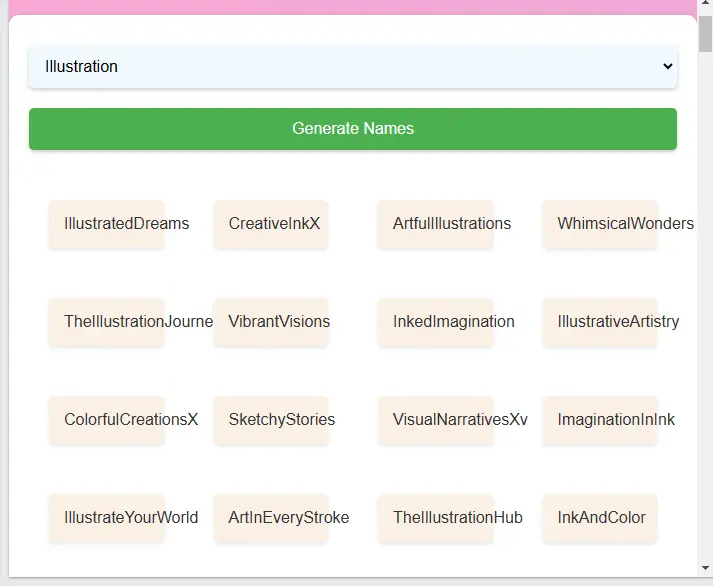 Illustration
Generate Names
IllustratedDreams
CreativeInkX
ArtfulIllustrations
WhimsicalWonders
TheIllustrationJourne
VibrantVisions
InkedImagination
IllustrativeArtistry
ColorfulCreationsX
SketchyStories
VisualNarrativesXv
ImaginationInInk
IllustrateYourWorld
ArtInEveryStroke
TheIllustrationHub
InkAndColor